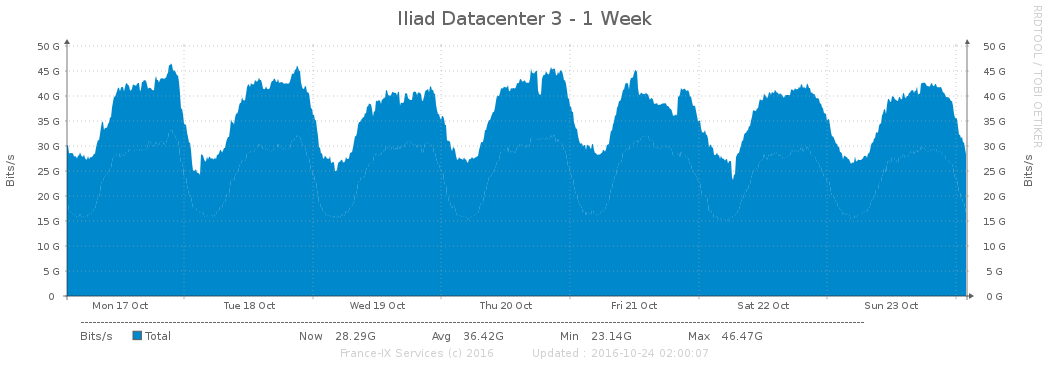 Iliad Datacenter 3 - 1 Week
RRDTOOL / TOBI OETIKER
50 G 50 G
45 G 45 G
40 G 40 G
35 G 35 G
30 G 30 G
25 G 25 G
20 G 20 G
15 G 15 G
10 G 10 G
5 G 5 G
0 0 G
Bits/s
Bits/s
Mon 17 Oct Tue 18 Oct Wed 19 Oct Thu 20 Oct Fri 21 Oct Sat 22 Oct Sun 23 Oct
Bits/s Total Now 28.29G Avg 36.42G Min 23.14G Max 46.47G
France-IX Services (c) 2016 Updated : 2016-10-24 02:00:07